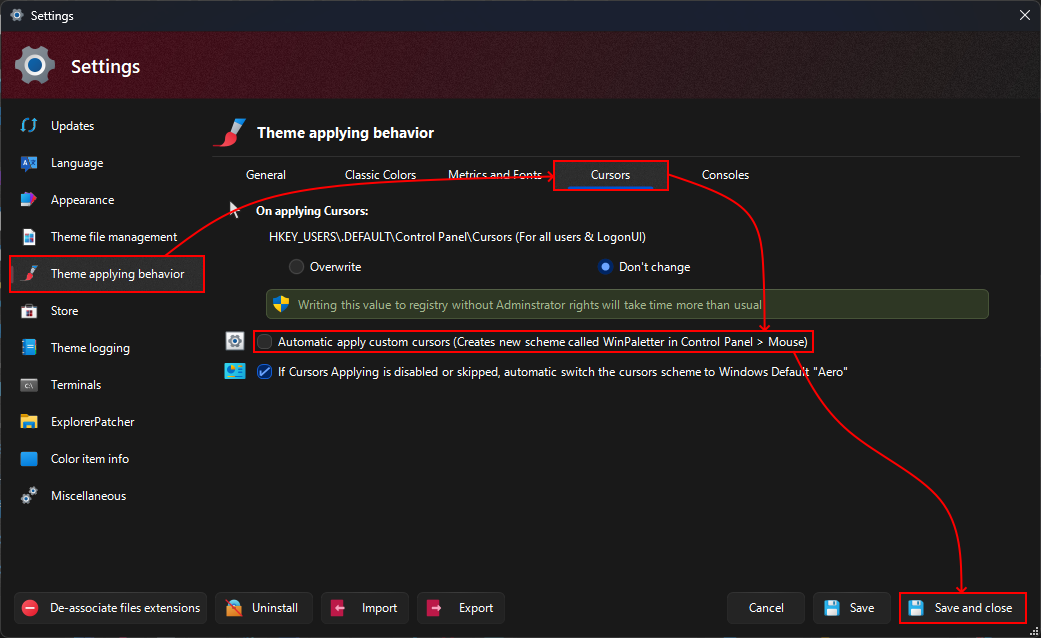 Settings
Settings
Updates
Language
Appearance
Theme file management
Theme applying behavior
Store
Theme logging
Terminals
ExplorerPatcher
Color item info
Miscellaneous
Theme applying behavior
General Classic Colors Metrics and Fonts Cursors Consoles
On applying Cursors:
HKEY_USERS\.DEFAULT\Control Panel\Cursors (For all users & LogonUI)
Overwrite Don't change
Writing this value to registry without Adminstrator rights will take time more than usual
Automatic apply custom cursors (Creates new scheme called WinPaletter in Control Panel > Mouse)
If Cursors Applying is disabled or skipped, automatic switch the cursors scheme to Windows Default "Aero"
De-associate files extensions Uninstall Import Export Cancel Save Save and close